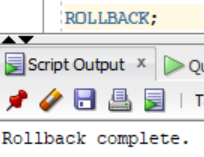 ROLLBACK;
Script Output x
Rollback complete.